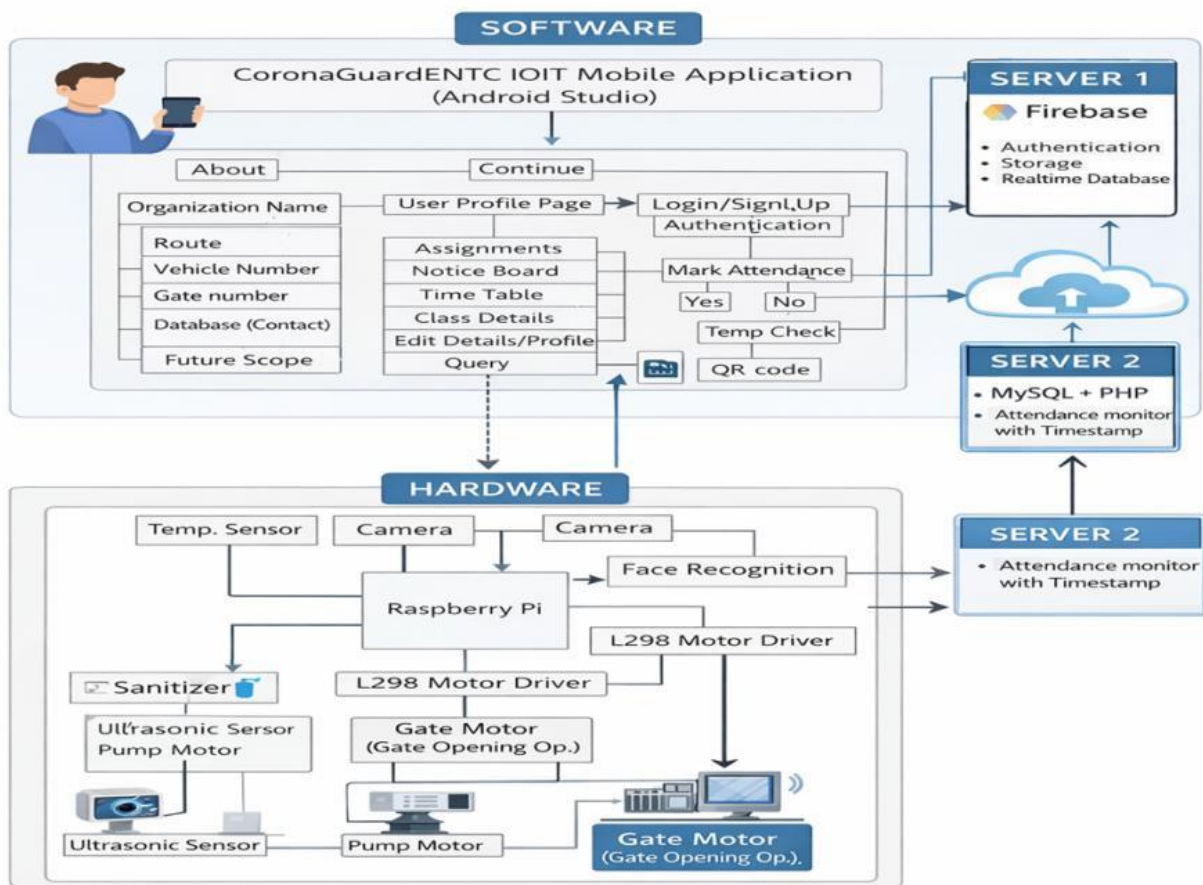 SOFTWARE
CoronaGuardENTC IOIT Mobile Application
(Android Studio)
SERVER 1
Firebase
• Authentication
• Storage
• Realtime Database
About
Continue
Organization Name
User Profile Page
Login/Signl,Up
Authentication
Route
Vehicle Number
Gate number
Database (Contact)
Future Scope
Assignments
Notice Board
Time Table
Class Details
Edit Details/Profile
Query
Mark Attendance
Yes
No
Temp Check
QR code
SERVER 2
• MySQL + PHP
• Attendance monitor
with Timestamp
HARDWARE
Temp. Sensor
Camera
Camera
Face Recognition
Raspberry Pi
SERVER 2
• Attendance monitor
with Timestamp
L298 Motor Driver
Sanitizer
L298 Motor Driver
Ullrasonic Sersor
Pump Motor
Gate Motor
(Gate Opening Op.)
Ultrasonic Sensor
Pump Motor
Gate Motor
(Gate Opening Op.).